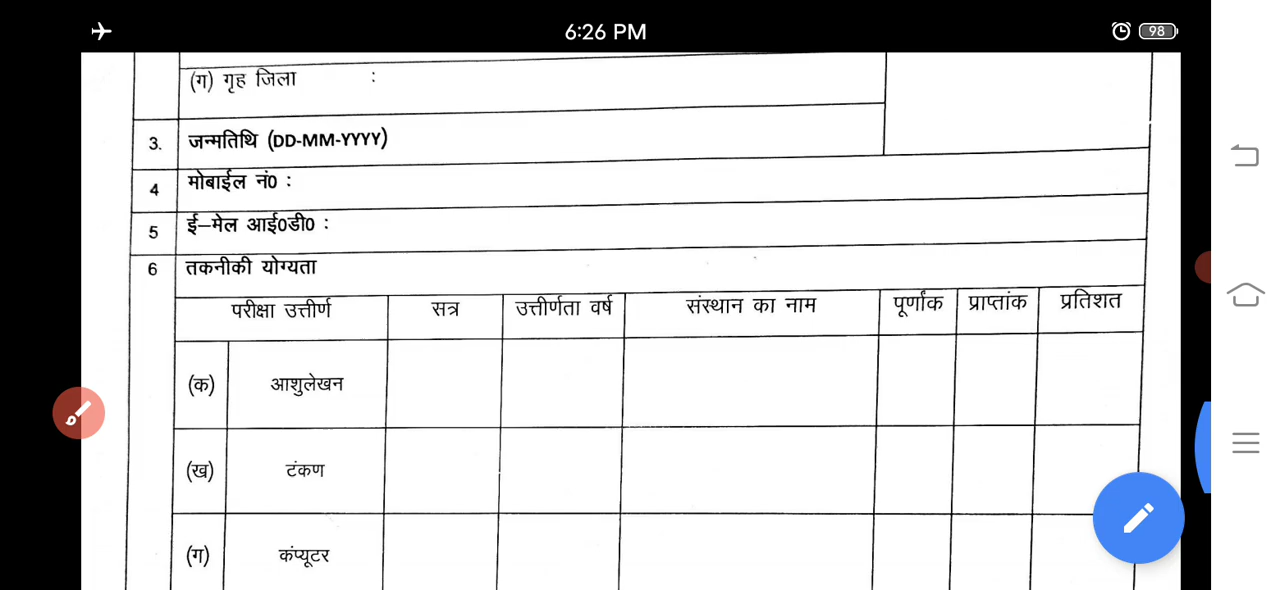 6:26 PM
98
(ग) गृह जिला :
3. जन्मतिथि (DD-MM-YYYY)
4 मोबाईल नं0 :
5 ई–मेल आई0डी0 :
6 तकनीकी योग्यता
परीक्षा उत्तीर्ण सत्र उत्तीर्णता वर्ष संस्थान का नाम पूर्णांक प्राप्तांक प्रतिशत
(क) आशुलेखन
(ख) टंकण
(ग) कंप्यूटर